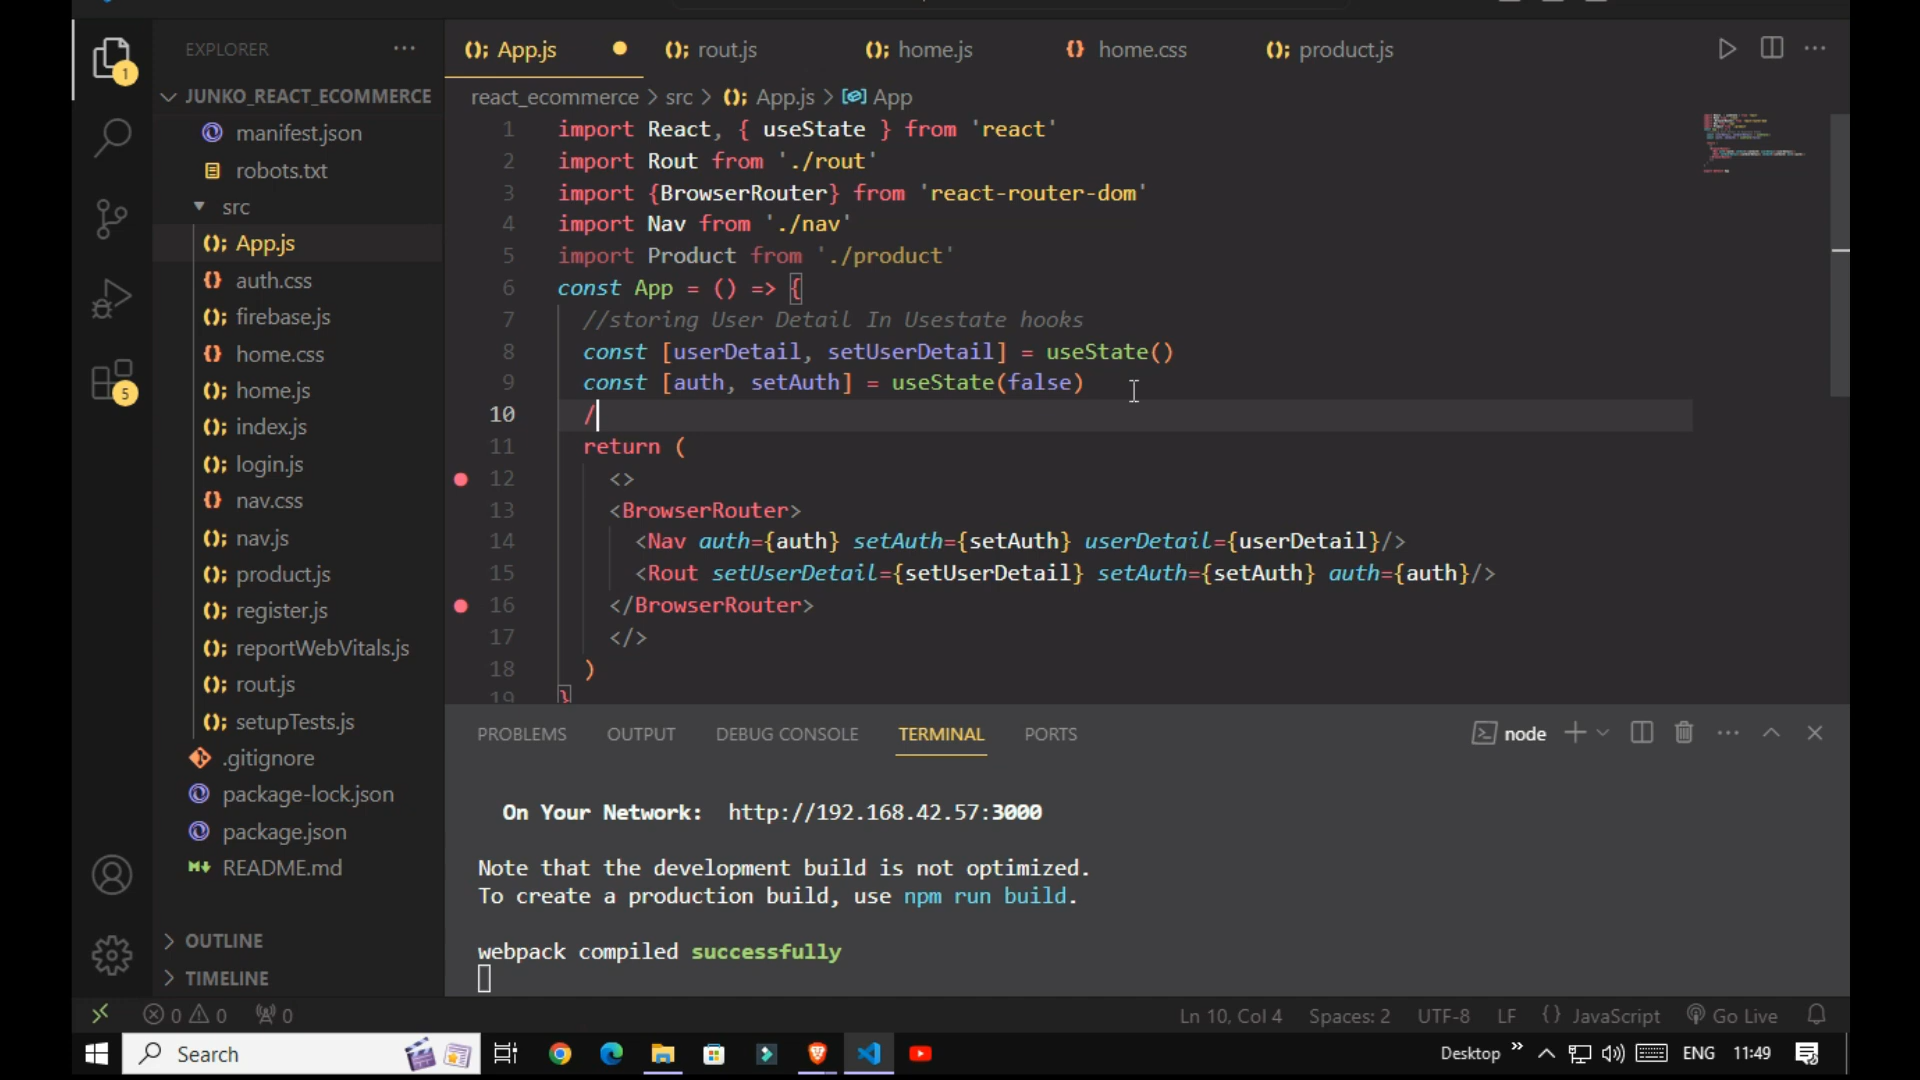 EXPLORER
JUNKO_REACT_ECOMMERCE
manifest.json
robots.txt
src
App.js
auth.css
firebase.js
home.css
home.js
index.js
login.js
nav.css
nav.js
product.js
register.js
reportWebVitals.js
rout.js
setupTests.js
.gitignore
package-lock.json
package.json
README.md
OUTLINE
TIMELINE
1
5
App.js rout.js home.js home.css product.js
react_ecommerce > src > App.js > App
1 import React, { useState } from 'react'
2 import Rout from './rout'
3 import {BrowserRouter} from 'react-router-dom'
4 import Nav from './nav'
5 import Product from './product'
6 const App = () => {
7 //storing User Detail In Usestate hooks
8 const [userDetail, setUserDetail] = useState()
9 const [auth, setAuth] = useState(false)
10 /
11 return (
12 <>
13 <BrowserRouter>
14 <Nav auth={auth} setAuth={setAuth} userDetail={userDetail}/>
15 <Rout setUserDetail={setUserDetail} setAuth={setAuth} auth={auth}/>
16 </BrowserRouter>
17 </>
18 )
19 }
PROBLEMS OUTPUT DEBUG CONSOLE TERMINAL PORTS
node
On Your Network: http://192.168.42.57:3000
Note that the development build is not optimized.
To create a production build, use npm run build.
webpack compiled successfully
0 0 0
Ln 10, Col 4 Spaces: 2 UTF-8 LF {} JavaScript Go Live
Search
Desktop ENG 11:49